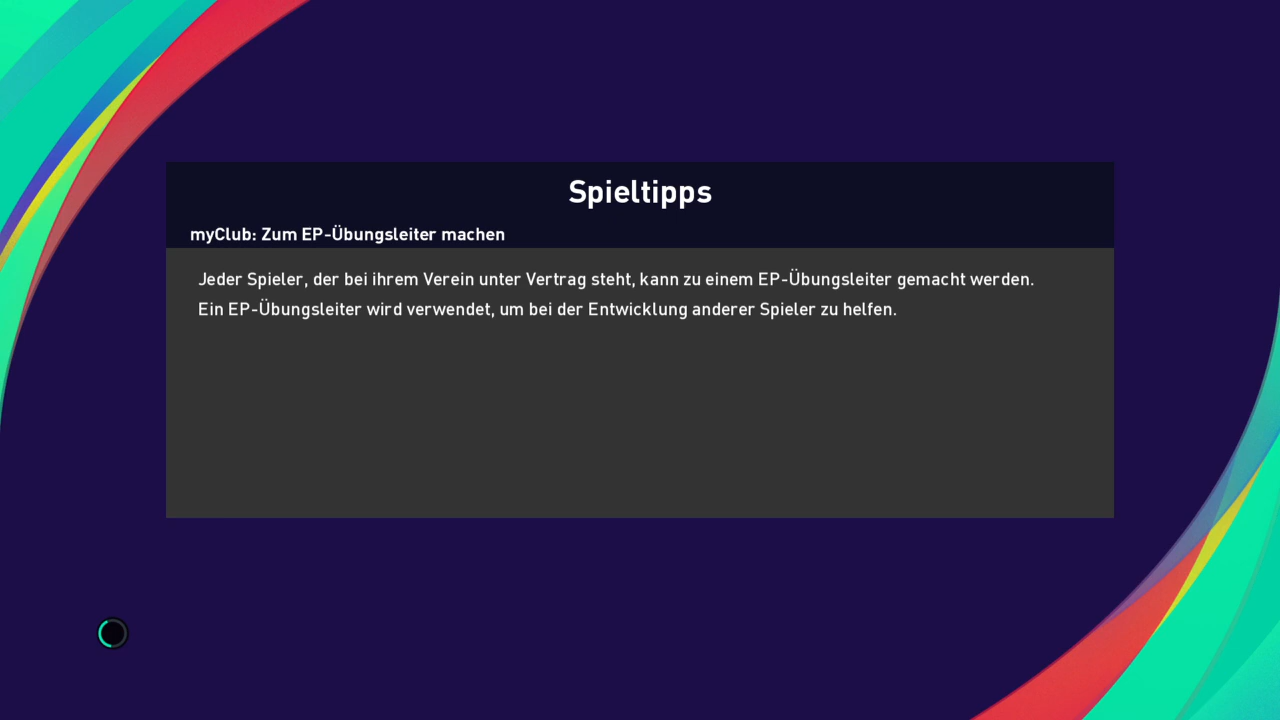 Spieltipps
myClub: Zum EP-Übungsleiter machen
Jeder Spieler, der bei ihrem Verein unter Vertrag steht, kann zu einem EP-Übungsleiter gemacht werden.
Ein EP-Übungsleiter wird verwendet, um bei der Entwicklung anderer Spieler zu helfen.